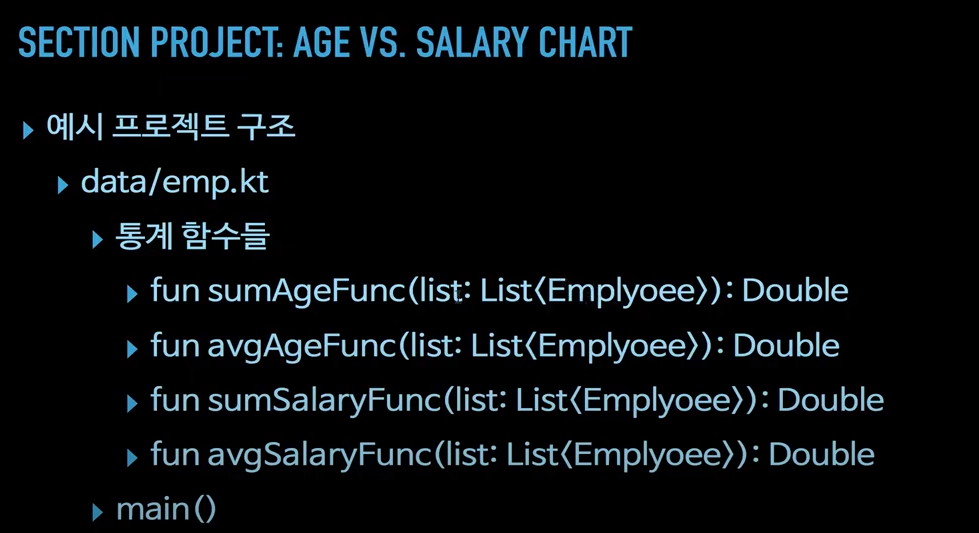 SECTION PROJECT: AGE VS. SALARY CHART
예시 프로젝트 구조
data/emp.kt
통계 함수들
fun sumAgeFunc(list: List<Emplyoee>): Double
fun avgAgeFunc(list: List<Emplyoee>): Double
fun sumSalaryFunc(list: List<Emplyoee>): Double
fun avgSalaryFunc(list: List<Emplyoee>): Double
main()